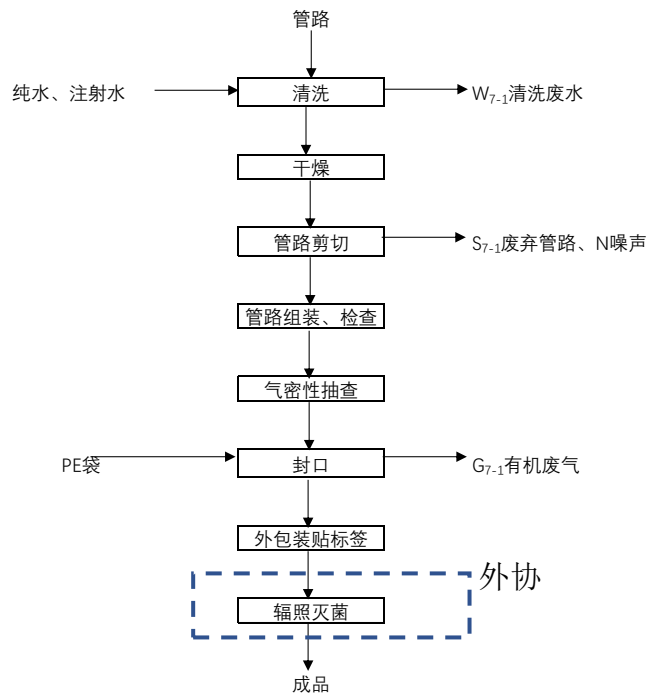 管路
纯水、注射水
清洗
W7-1清洗废水
干燥
管路剪切
S7-1废弃管路、N噪声
管路组装、检查
气密性抽查
PE袋
封口
G7-1有机废气
外包装贴标签
外协
辐照灭菌
成品